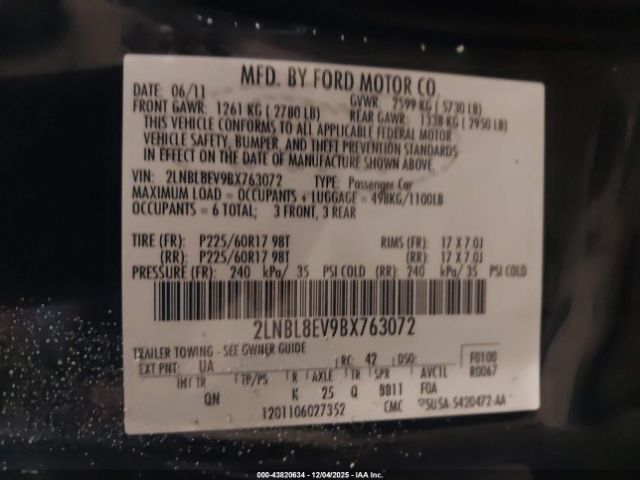 MFD. BY FORD MOTOR CO.
DATE: 06/11 GVWR: 2599 KG ( 5730 LB)
FRONT GAWR: 1261 KG ( 2780 LB) REAR GAWR: 1338 KG ( 2950 LB)
THIS VEHICLE CONFORMS TO ALL APPLICABLE FEDERAL MOTOR
VEHICLE SAFETY, BUMPER, AND THEFT PREVENTION STANDARDS
IN EFFECT ON THE DATE OF MANUFACTURE SHOWN ABOVE.
VIN: 2LNBL8EV9BX763072 TYPE: Passenger Car
MAXIMUM LOAD = OCCUPANTS + LUGGAGE = 498KG/1100LB
OCCUPANTS = 6 TOTAL; 3 FRONT, 3 REAR
TIRE (FR): P225/60R17 98T RIMS (FR): 17 X 7.0J
(RR): P225/60R17 98T (RR): 17 X 7.0J
PRESSURE (FR): 240 kPa/ 35 PSI COLD (RR): 240 kPa/ 35 PSI COLD
2LNBL8EV9BX763072
TRAILER TOWING - SEE OWNER GUIDE
EXT PNT: UA RC: 42 DSO: F0100
R0067
INT TR TP/PS R AXLE TR SPR AVCTL
QN K 25 Q BB11 FOA
1201106027352 CMC ▽5USA-5420472-AA
000-43820634 - 12/04/2025 - IAA Inc.